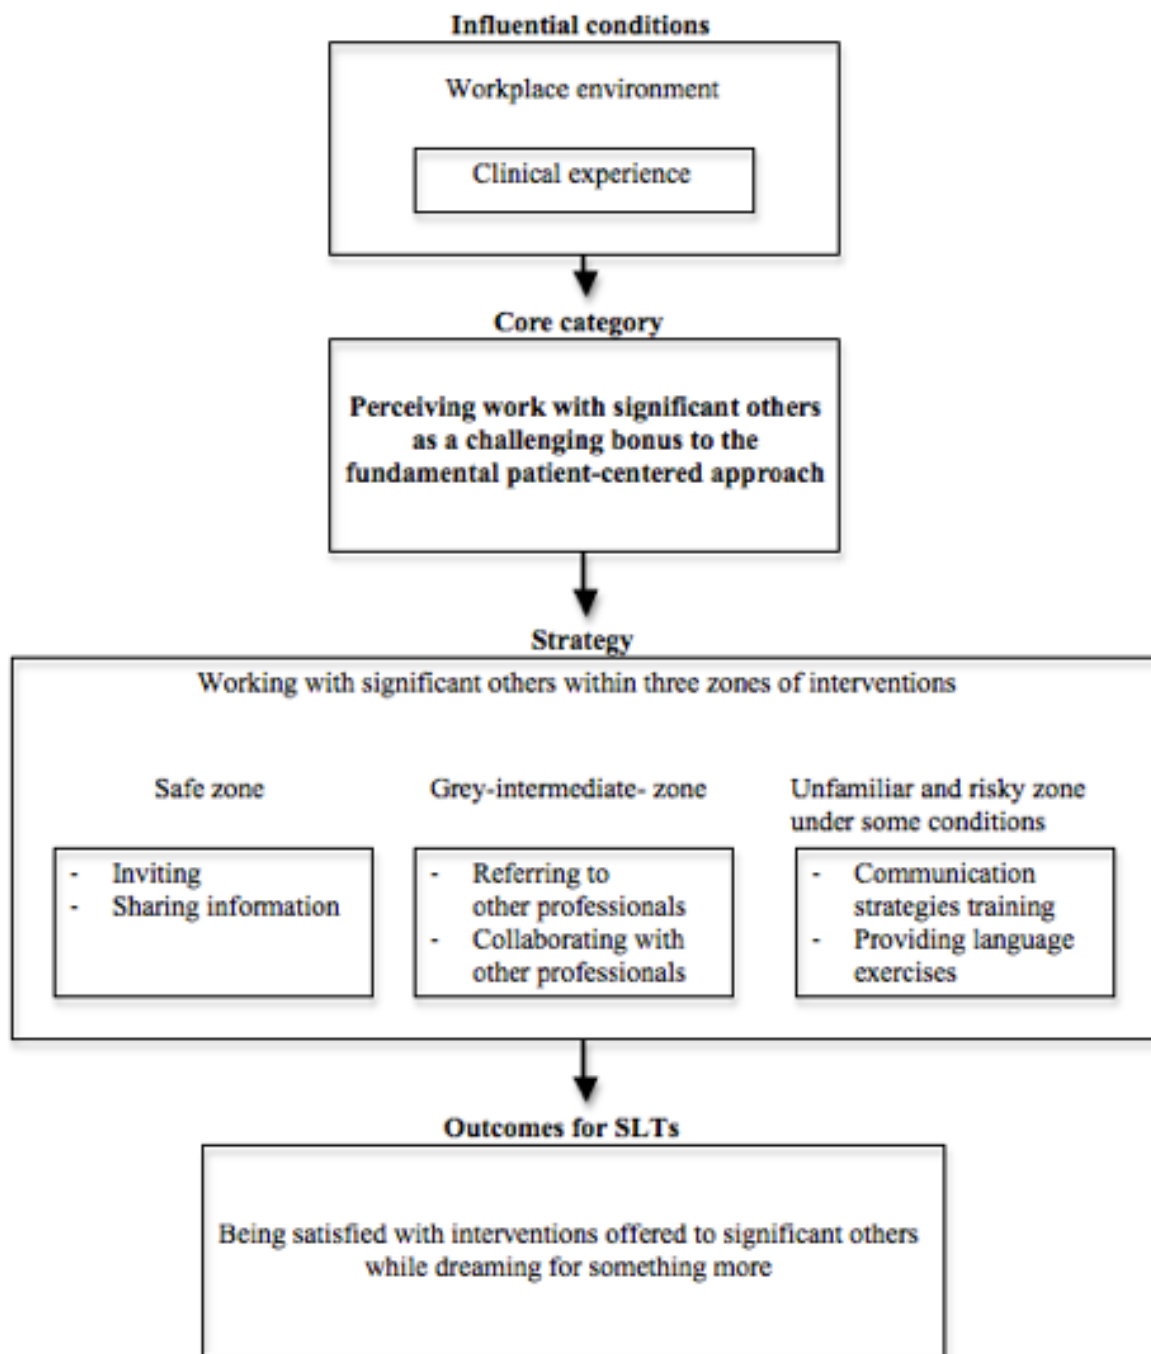 Influential conditions
Workplace environment
Clinical experience
Core category
Perceiving work with significant others
as a challenging bonus to the
fundamental patient-centered approach
Strategy
Working with significant others within three zones of interventions
Safe zone
- Inviting
- Sharing information
Grey-intermediate- zone
- Referring to
other professionals
- Collaborating with
other professionals
Unfamiliar and risky zone
under some conditions
- Communication
strategies training
- Providing language
exercises
Outcomes for SLTs
Being satisfied with interventions offered to significant others
while dreaming for something more